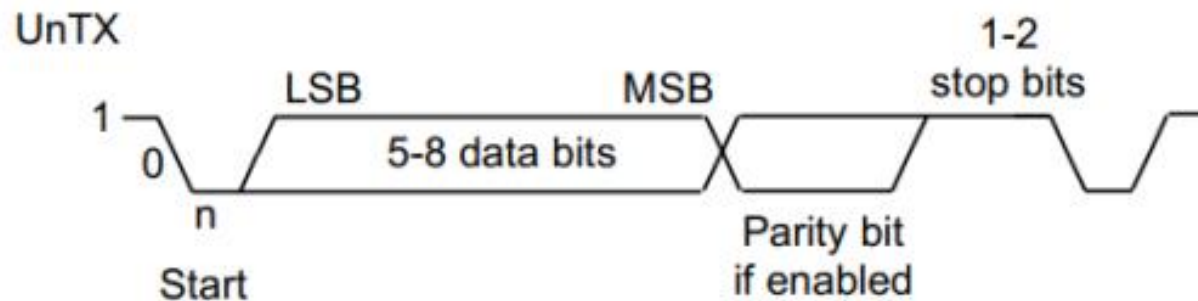 UnTX
1-2
stop bits
LSB
MSB
1
0
5-8 data bits
n
Parity bit
if enabled
Start